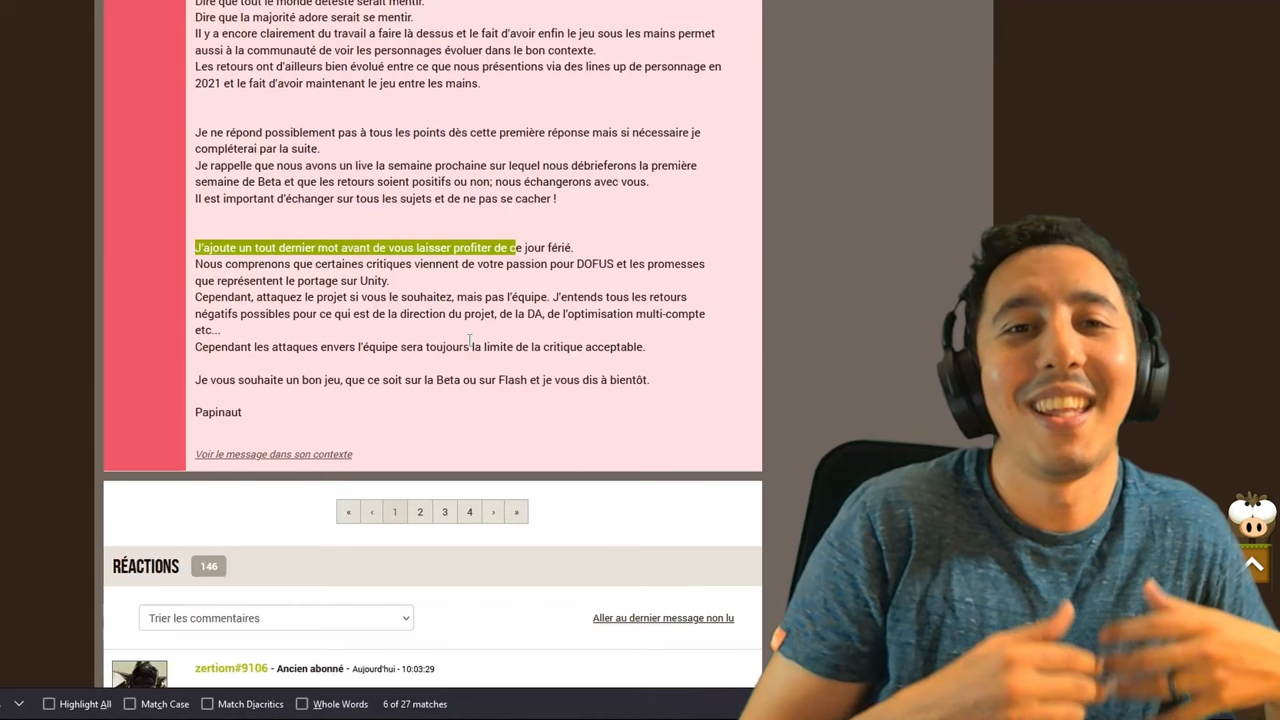 Dire que tout le monde déteste serait mentir.
Dire que la majorité adore serait se mentir.
Il y a encore clairement du travail a faire là dessus et le fait d'avoir enfin le jeu sous les mains permet
aussi à la communauté de voir les personnages évoluer dans le bon contexte.
Les retours ont d'ailleurs bien évolué entre ce que nous présentions via des lines up de personnage en
2021 et le fait d'avoir maintenant le jeu entre les mains.
Je ne répond possiblement pas à tous les points dès cette première réponse mais si nécessaire je
compléterai par la suite.
Je rappelle que nous avons un live la semaine prochaine sur lequel nous débrieferons la première
semaine de Beta et que les retours soient positifs ou non; nous échangerons avec vous.
Il est important d'échanger sur tous les sujets et de ne pas se cacher !
J'ajoute un tout dernier mot avant de vous laisser profiter de ce jour férié.
Nous comprenons que certaines critiques viennent de votre passion pour DOFUS et les promesses
que représentent le portage sur Unity.
Cependant, attaquez le projet si vous le souhaitez, mais pas l'équipe. J'entends tous les retours
négatifs possibles pour ce qui est de la direction du projet, de la DA, de l'optimisation multi-compte
etc...
Cependant les attaques envers l'équipe sera toujours la limite de la critique acceptable.
Je vous souhaite un bon jeu, que ce soit sur la Beta ou sur Flash et je vous dis à bientôt.
Papinaut
Voir le message dans son contexte
« ‹ 1 2 3 4 › »
RÉACTIONS 146
Trier les commentaires Aller au dernier message non lu
zertiom#9106 - Ancien abonné - Aujourd'hui - 10:03:29
Highlight All Match Case Match Diacritics Whole Words 6 of 27 matches